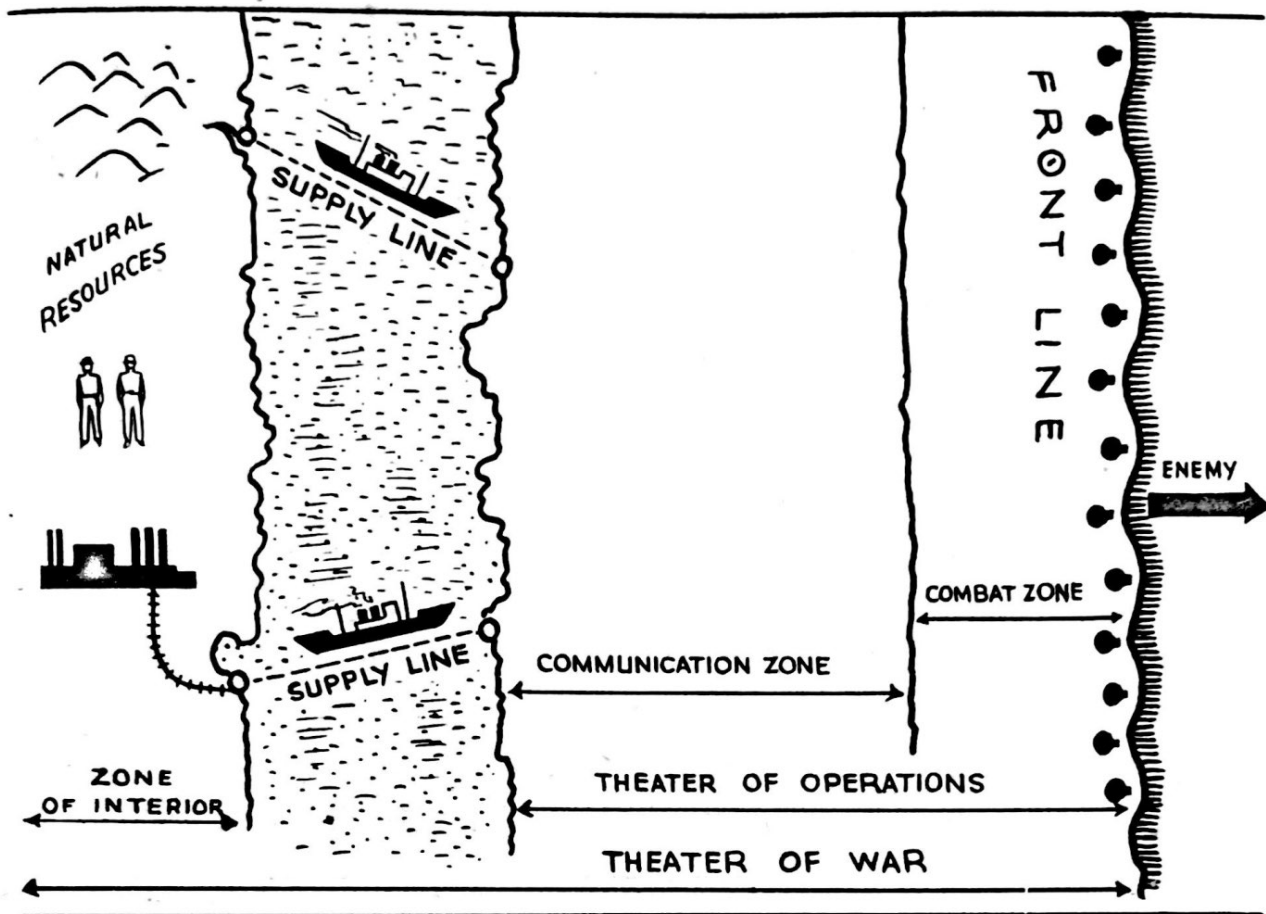 NATURAL
RESOURCES
SUPPLY LINE
SUPPLY LINE
FRONT LINE
ENEMY
COMBAT ZONE
COMMUNICATION ZONE
ZONE
OF INTERIOR
THEATER OF OPERATIONS
THEATER OF WAR